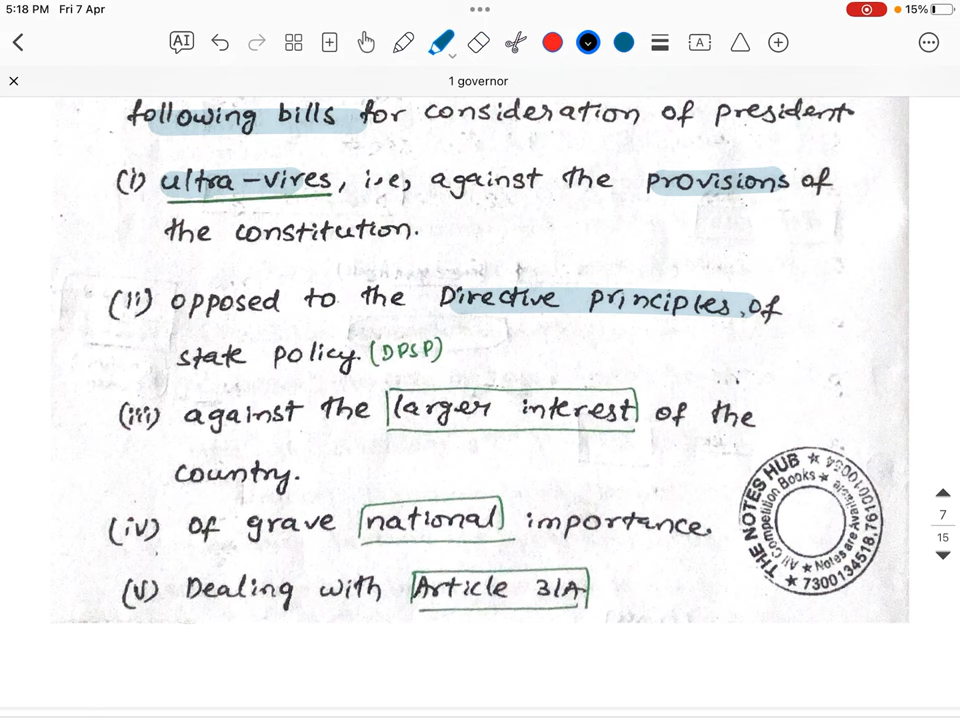 5:18 PM Fri 7 Apr
15%
AI
A
1 governor
following bills for consideration of president
(i) ultra-vires, i.e, against the provisions of
the constitution.
(ii) opposed to the Directive principles of
state policy. (DPSP)
(iii) against the larger interest of the
country.
(iv) of grave national importance.
(v) Dealing with Article 31A
THE NOTES HUB
All Competition Books
Notes are Available
7300134518,7610010054
7
15